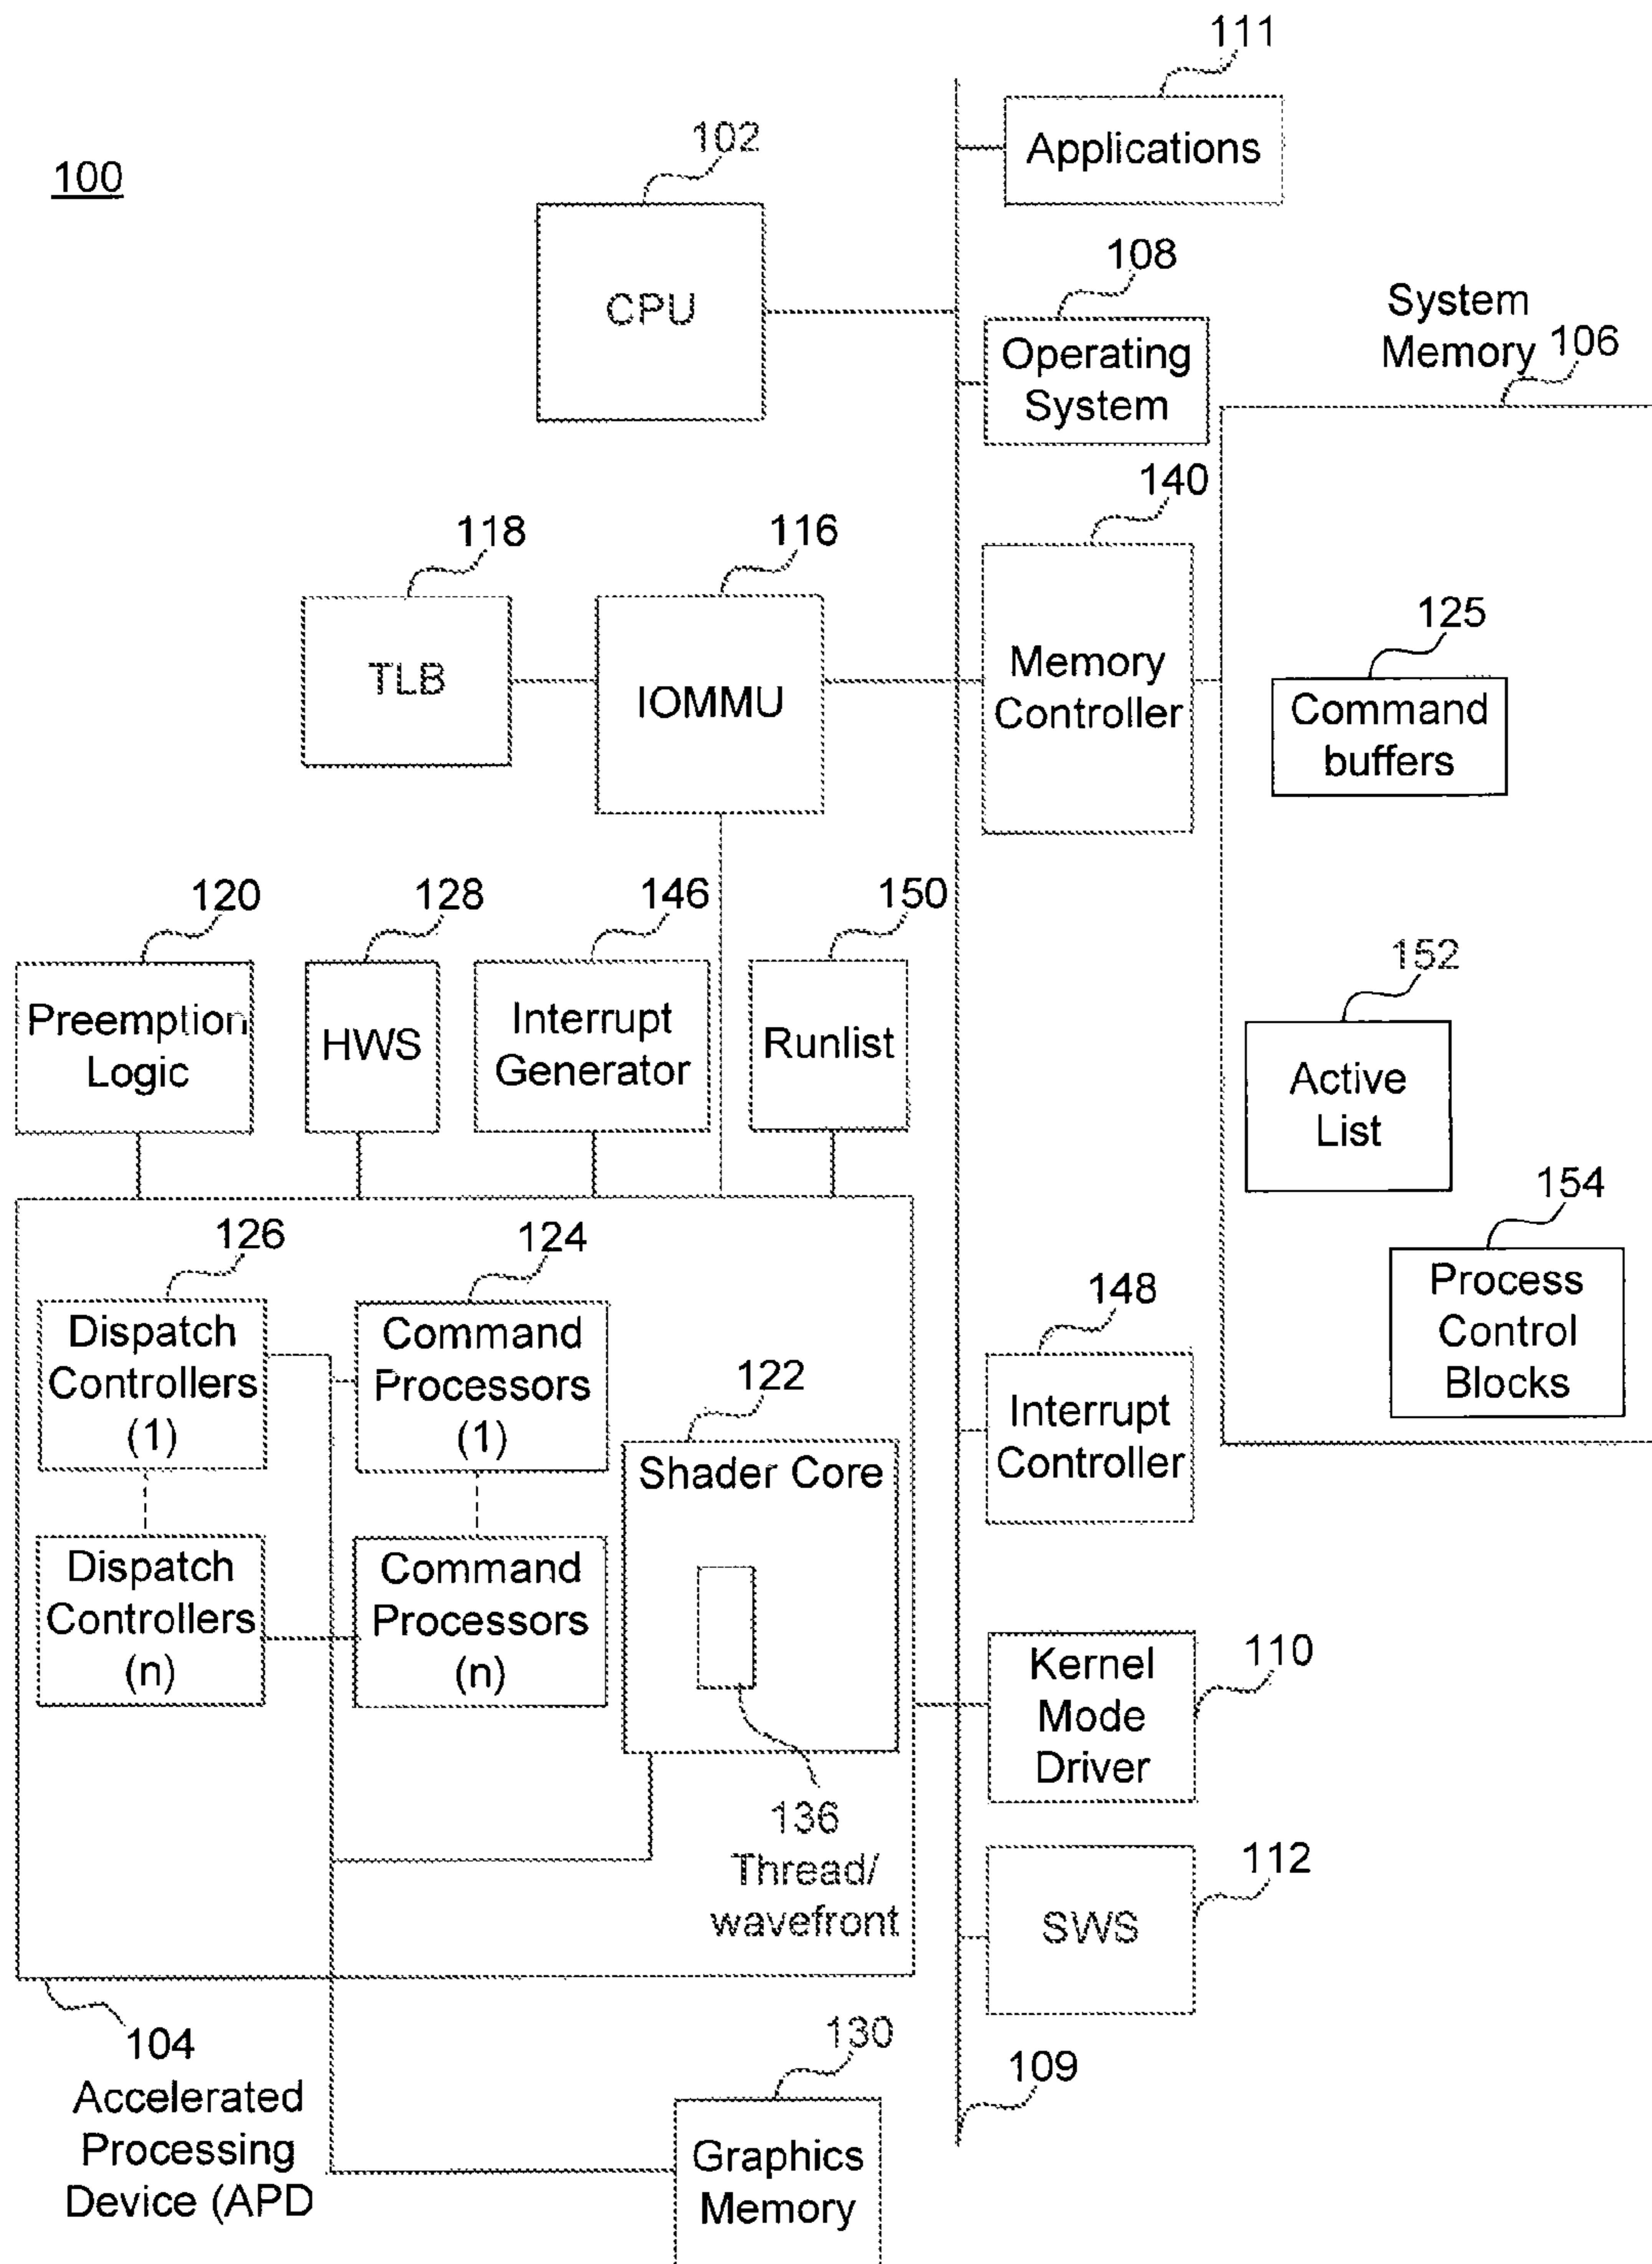 111
Applications
102
100
CPU
108
Operating
System
System
Memory 106
140
Memory
Controller
118
TLB
116
IOMMU
125
Command
buffers
120
Preemption
Logic
128
HWS
146
Interrupt
Generator
150
Runlist
152
Active
List
154
Process
Control
Blocks
126
Dispatch
Controllers
(1)
124
Command
Processors
(1)
122
Shader Core
148
Interrupt
Controller
Dispatch
Controllers
(n)
Command
Processors
(n)
136
Thread/
wavefront
Kernel
Mode
Driver
110
SWS
112
104
Accelerated
Processing
Device (APD
130
Graphics
Memory
109